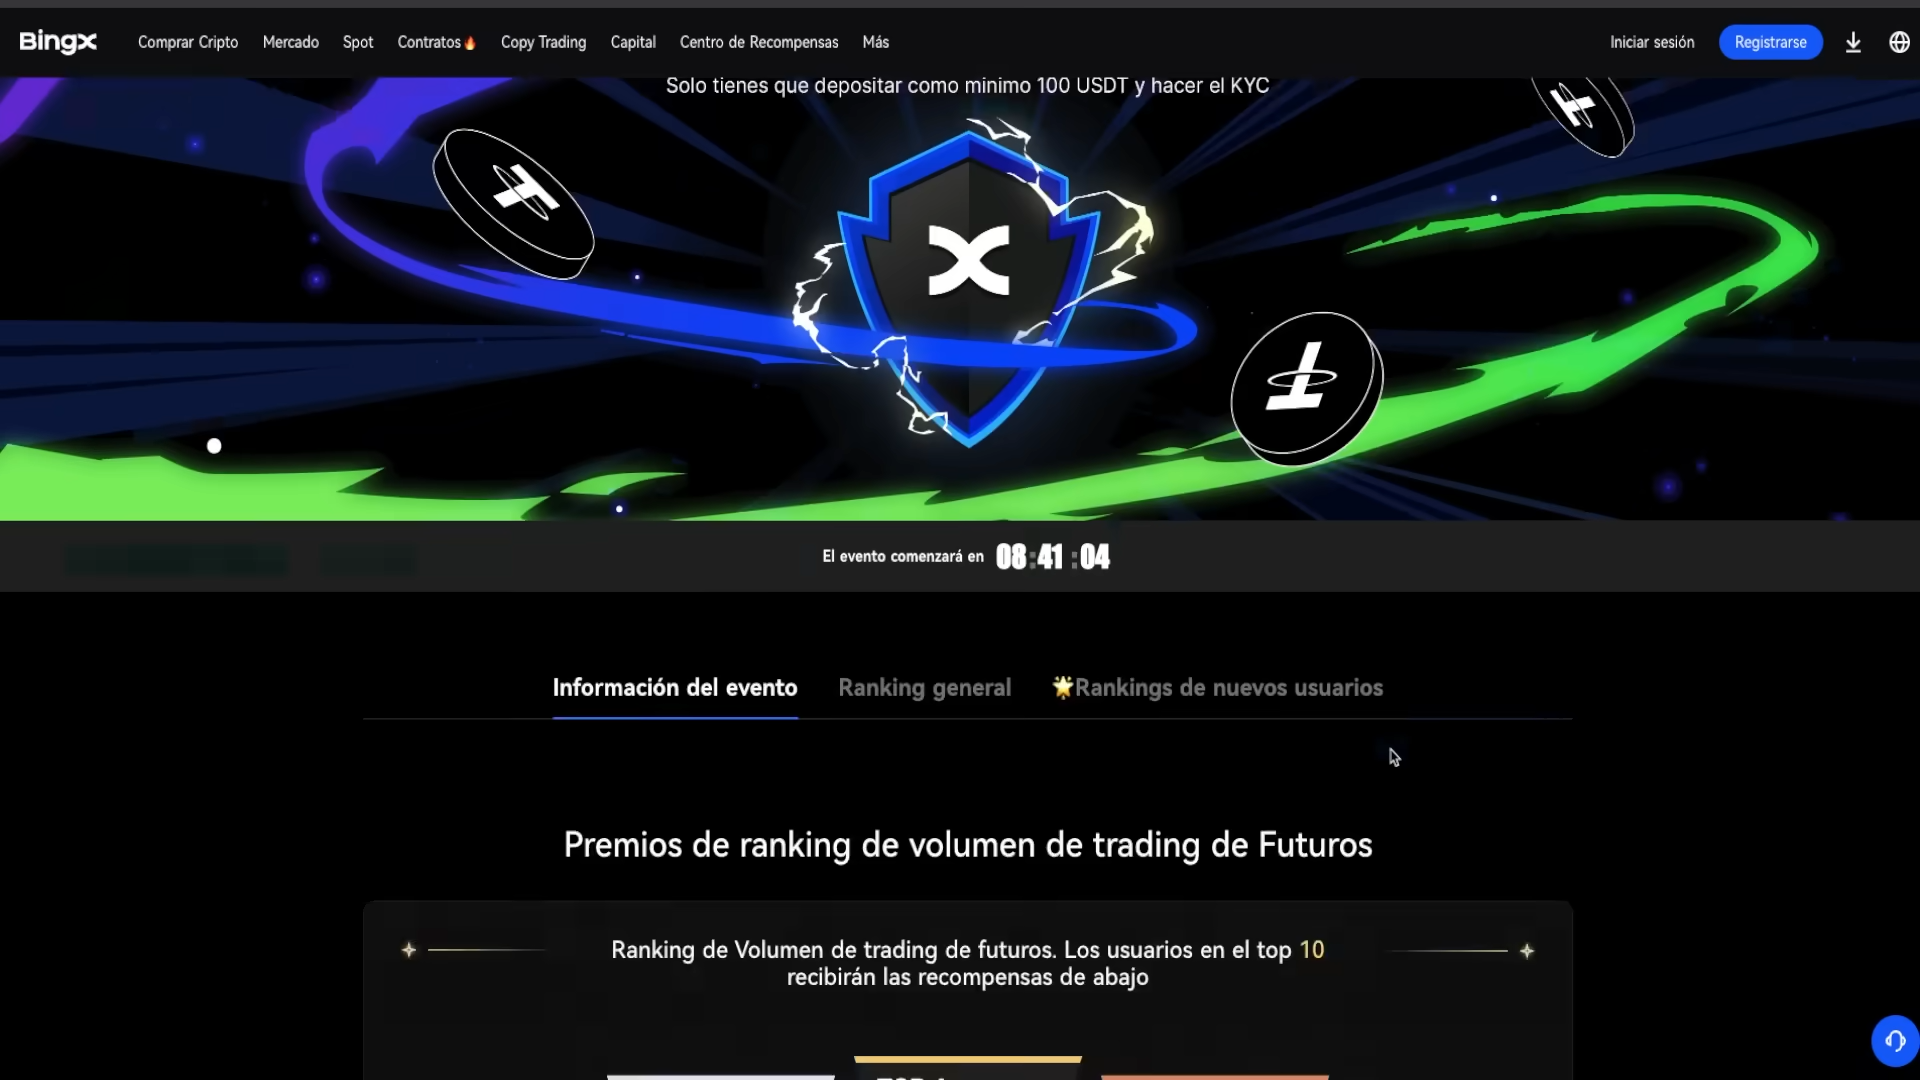 BingX
Comprar Cripto
Mercado
Spot
Contratos🔥
Copy Trading
Capital
Centro de Recompensas
Más
Iniciar sesión
Registrarse
Solo tienes que depositar como mínimo 100 USDT y hacer el KYC
El evento comenzará en 08:41:04
Información del evento
Ranking general
🌟Rankings de nuevos usuarios
Premios de ranking de volumen de trading de Futuros
Ranking de Volumen de trading de futuros. Los usuarios en el top 10
recibirán las recompensas de abajo